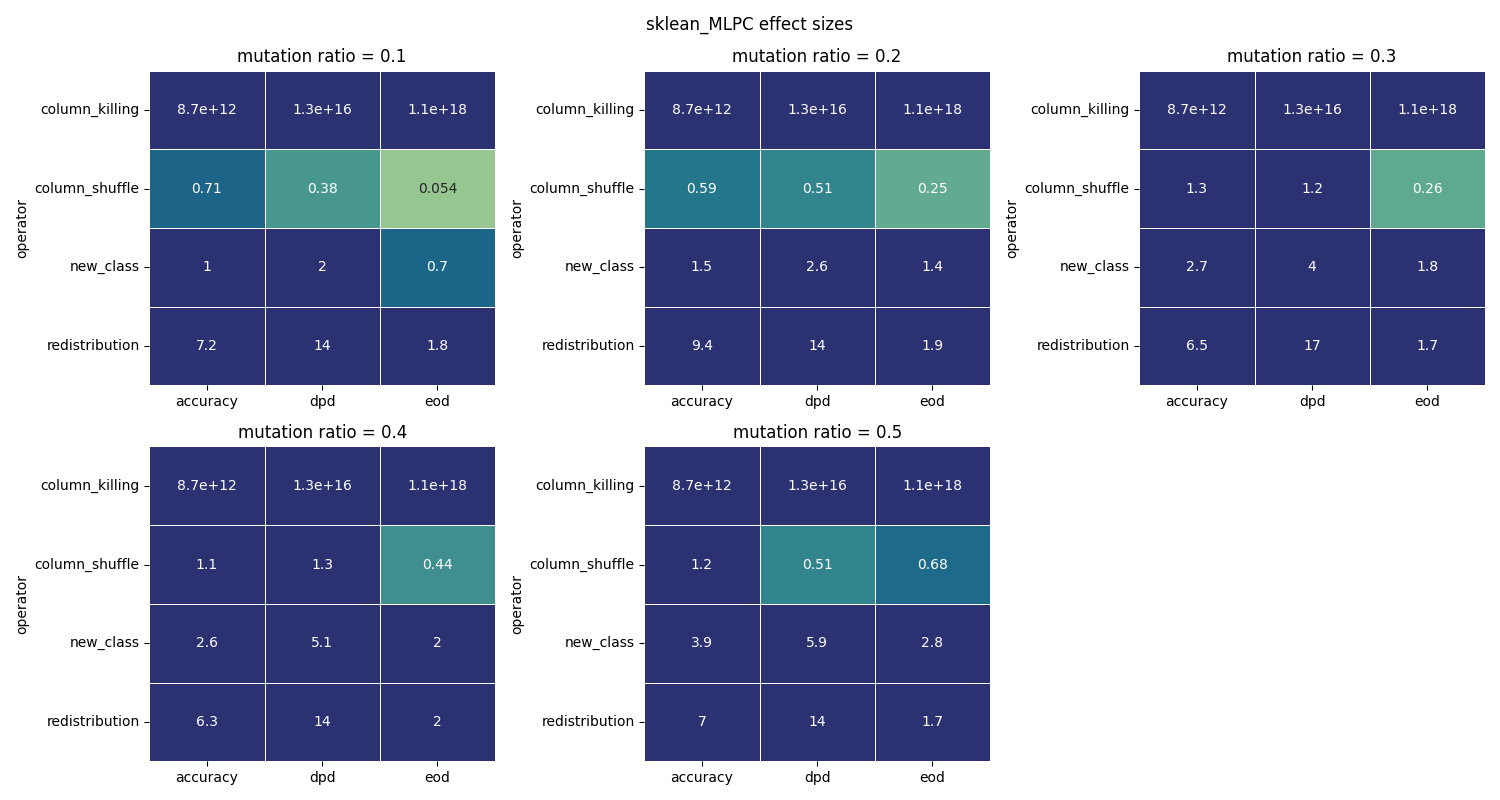 sklean_MLPC effect sizes
mutation ratio = 0.1
column_killing 8.7e+12 1.3e+16 1.1e+18
column_shuffle 0.71 0.38 0.054
new_class 1 2 0.7
redistribution 7.2 14 1.8
operator
accuracy dpd eod
mutation ratio = 0.2
column_killing 8.7e+12 1.3e+16 1.1e+18
column_shuffle 0.59 0.51 0.25
new_class 1.5 2.6 1.4
redistribution 9.4 14 1.9
operator
accuracy dpd eod
mutation ratio = 0.3
column_killing 8.7e+12 1.3e+16 1.1e+18
column_shuffle 1.3 1.2 0.26
new_class 2.7 4 1.8
redistribution 6.5 17 1.7
operator
accuracy dpd eod
mutation ratio = 0.4
column_killing 8.7e+12 1.3e+16 1.1e+18
column_shuffle 1.1 1.3 0.44
new_class 2.6 5.1 2
redistribution 6.3 14 2
operator
accuracy dpd eod
mutation ratio = 0.5
column_killing 8.7e+12 1.3e+16 1.1e+18
column_shuffle 1.2 0.51 0.68
new_class 3.9 5.9 2.8
redistribution 7 14 1.7
operator
accuracy dpd eod